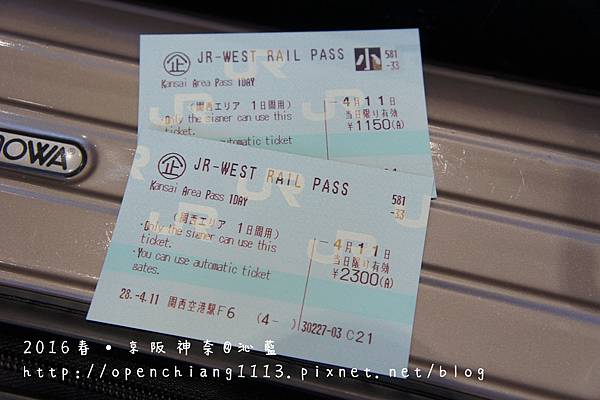 企 JR-WEST RAIL PASS 小 581
-33
Kansai Area Pass 1DAY
(関西エリア 1日間用)
・Only the signer can use this
ticket.
automatic ticket
-4月11日
当日限り有効
¥1150(A)
企 JR-WEST RAIL PASS 581
-33
Kansai Area Pass 1DAY
(関西エリア 1日間用)
・Only the signer can use this
ticket.
・You can use automatic ticket
gates.
-4月11日
当日限り有効
¥2300(A)
28.-4.11 関西空港駅F6 (4- ) 30227-03 C21
JR
JR
JR
OWA
2016春•京阪神奈@沁藍
http://openchiang1113.pixnet.net/blog